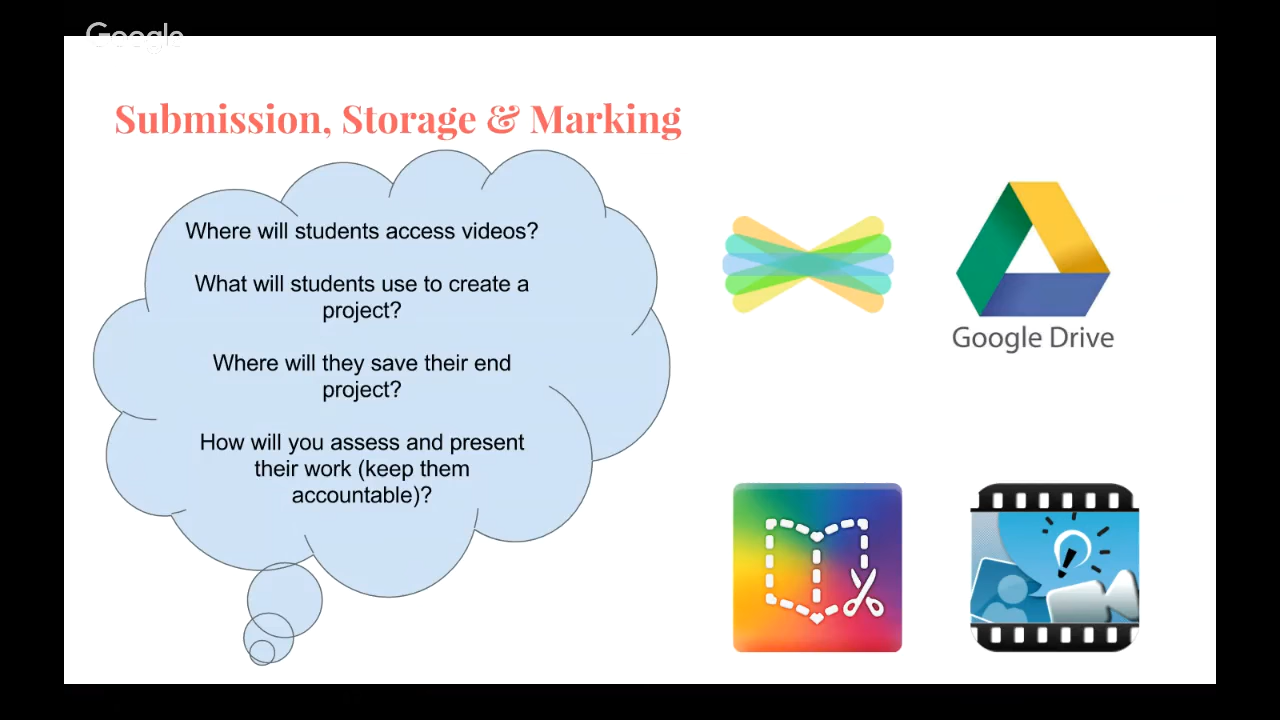 Google
Submission, Storage & Marking
Where will students access videos?
What will students use to create a
project?
Where will they save their end
project?
How will you assess and present
their work (keep them
accountable)?
Google Drive